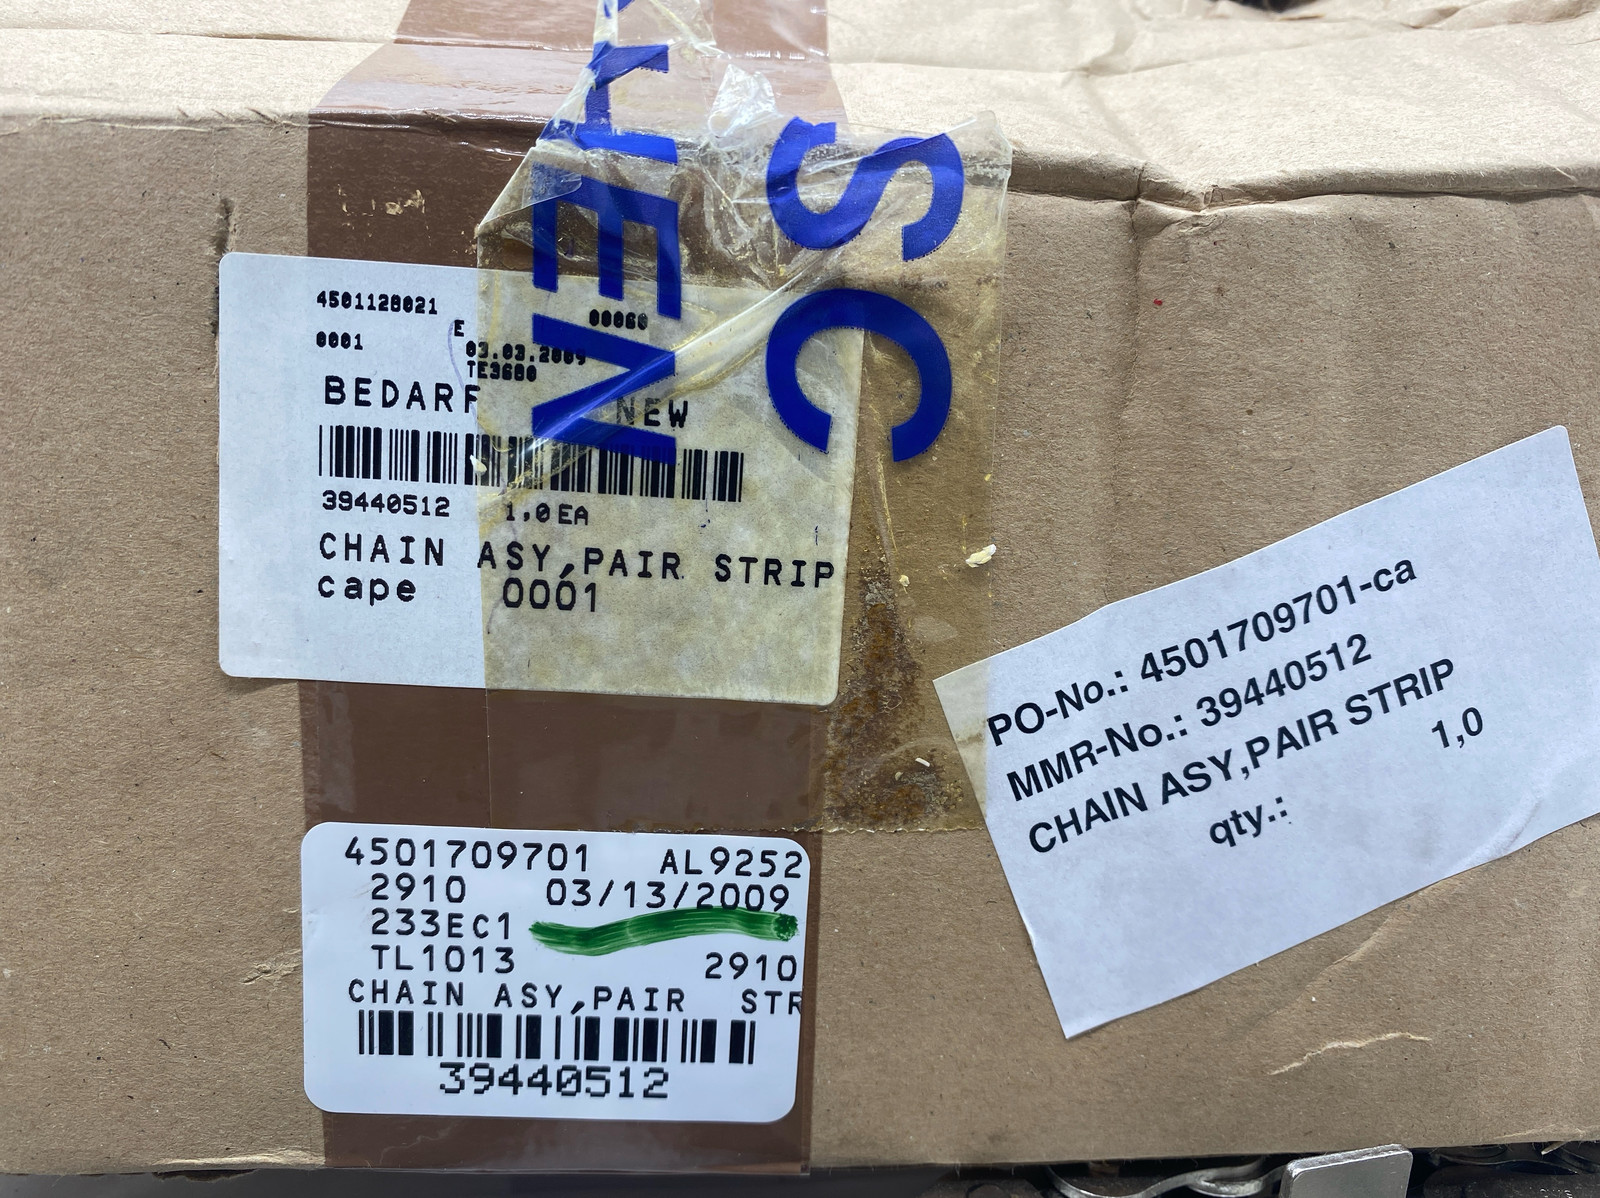 SC
HEN
4501128021
E
00060
0001
03.03.2009
TE3680
BEDARF NEW
39440512 1,0 EA
CHAIN ASY,PAIR STRIP
cape 0001
PO-No.: 4501709701-ca
MMR-No.: 39440512
CHAIN ASY,PAIR STRIP
qty.: 1,0
4501709701 AL9252
2910 03/13/2009
233EC1
TL1013 2910
CHAIN ASY,PAIR STR
39440512